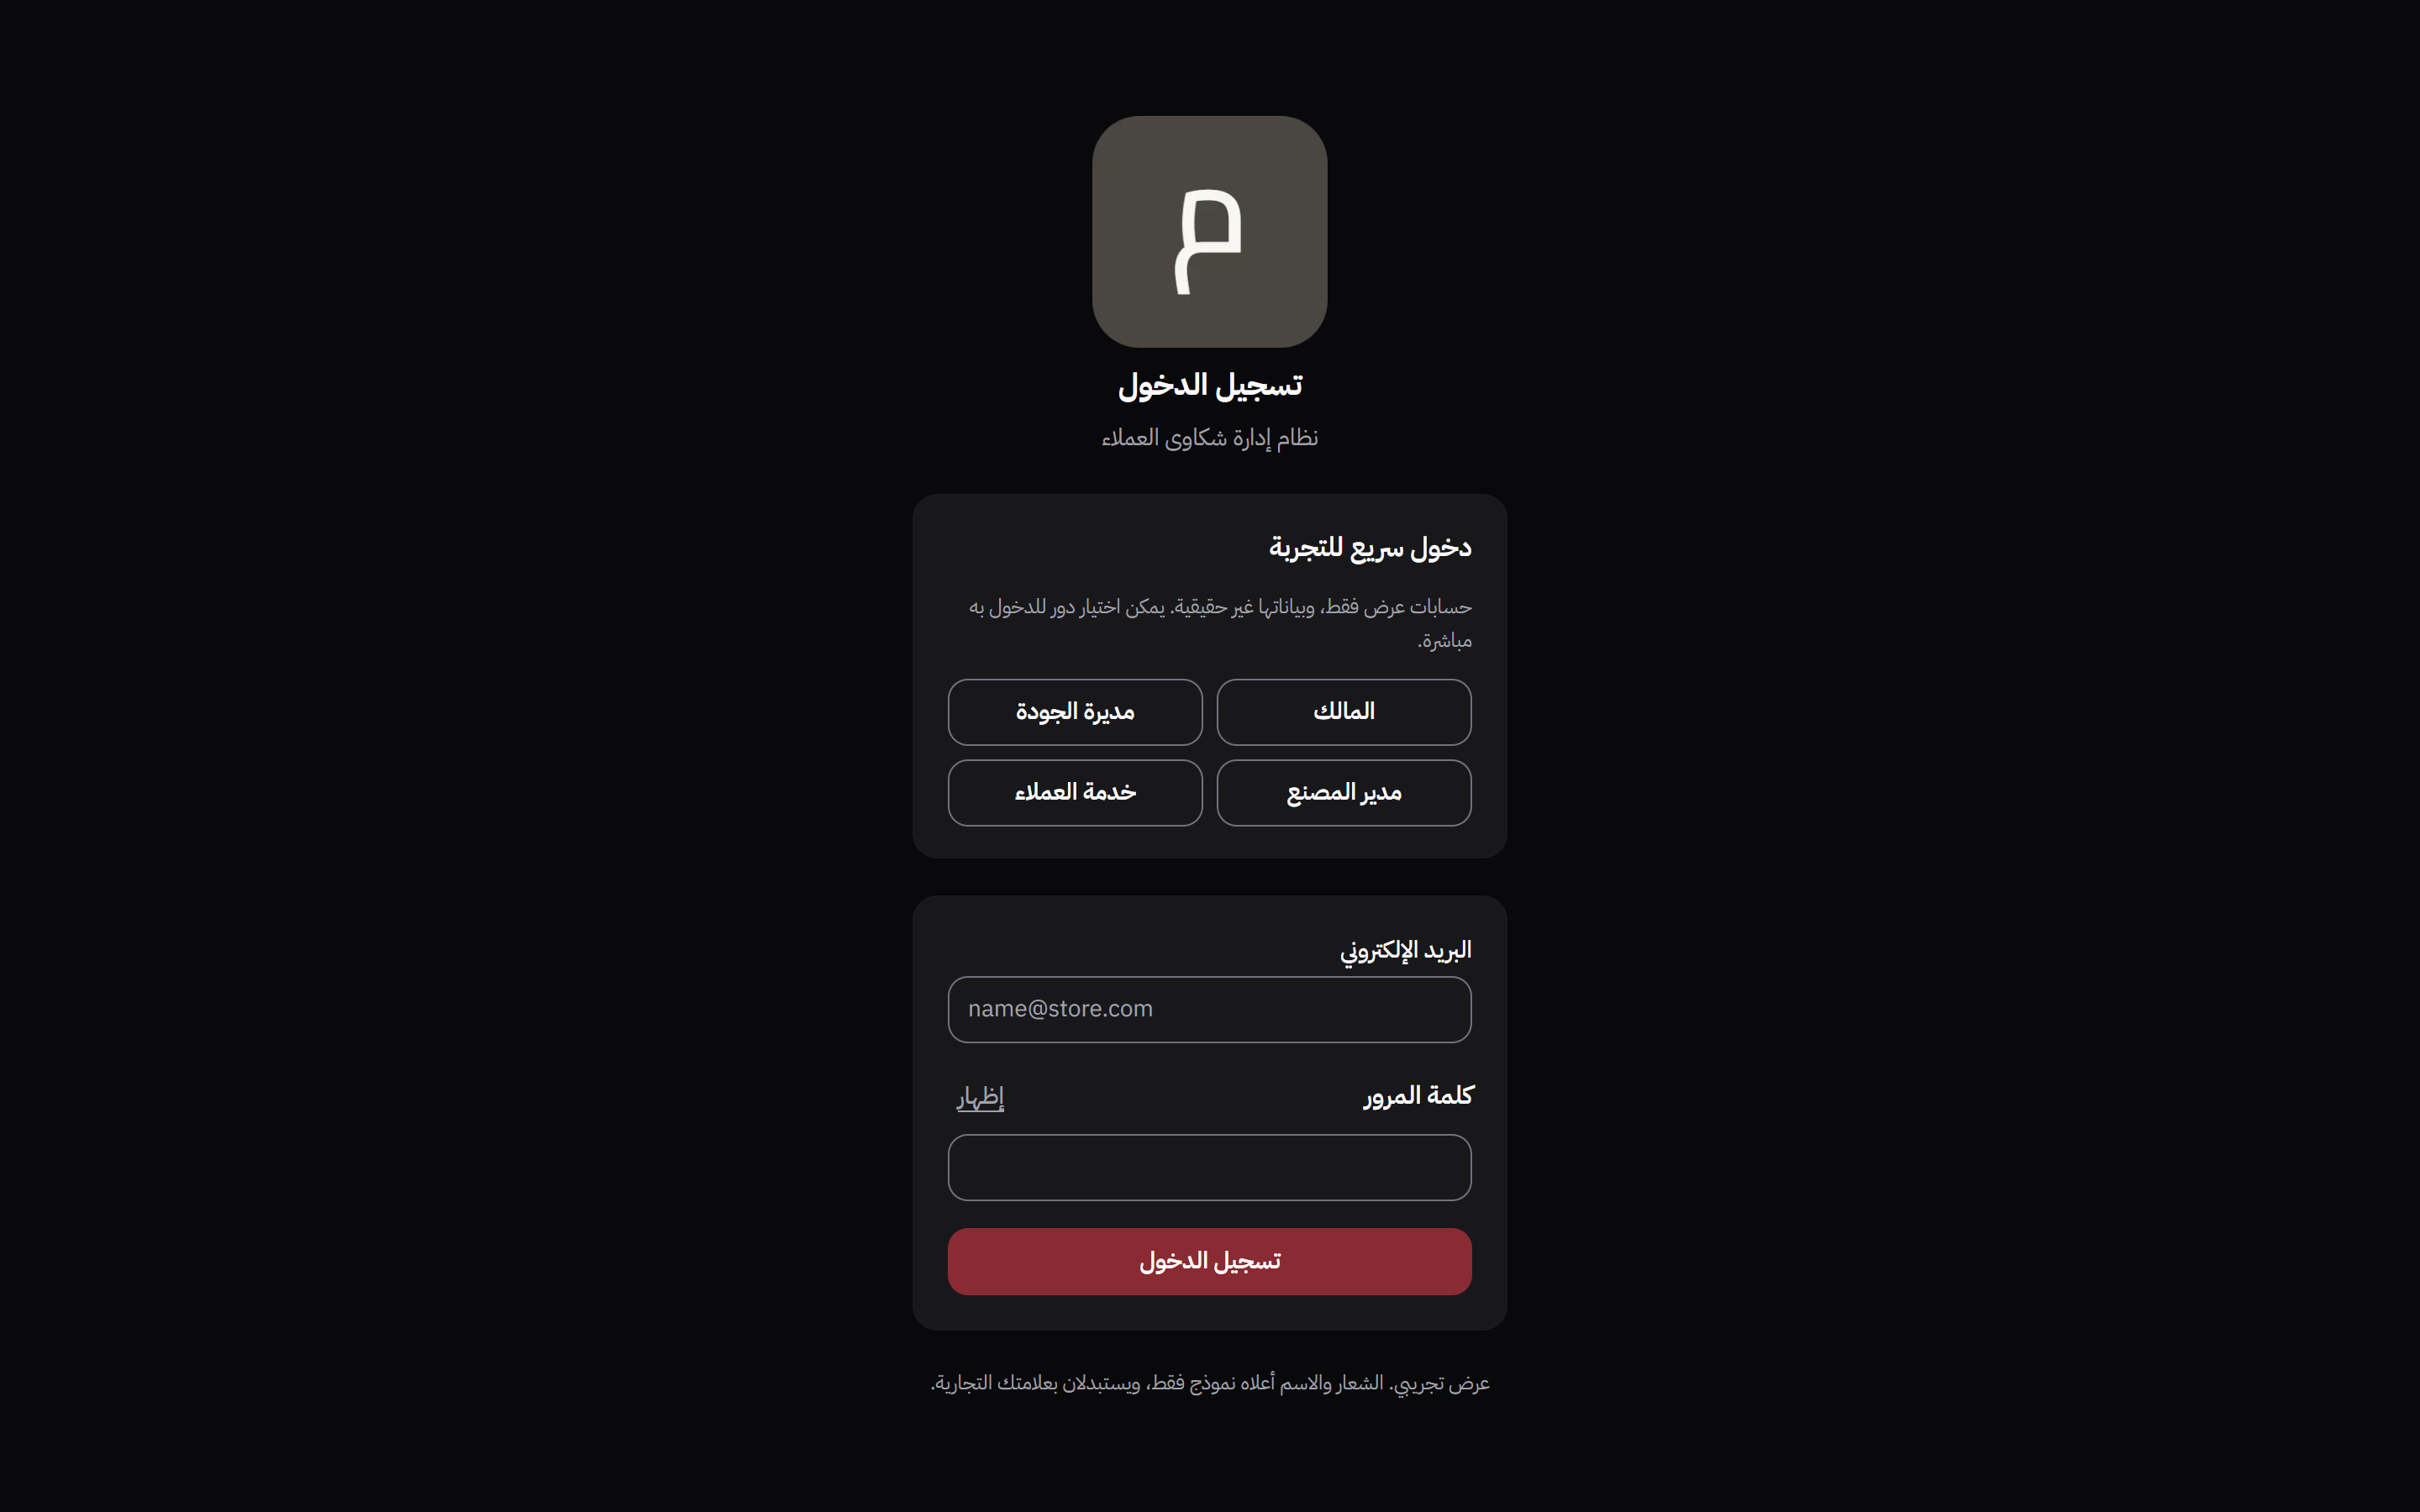 م
تسجيل الدخول
نظام إدارة شكاوى العملاء
دخول سريع للتجربة
حسابات عرض فقط، وبياناتها غير حقيقية. يمكن اختيار دور للدخول به
مباشرة.
المالك
مديرة الجودة
مدير المصنع
خدمة العملاء
البريد الإلكتروني
name@store.com
كلمة المرور
إظهار
تسجيل الدخول
عرض تجريبي. الشعار والاسم أعلاه نموذج فقط، ويستبدلان بعلامتك التجارية.